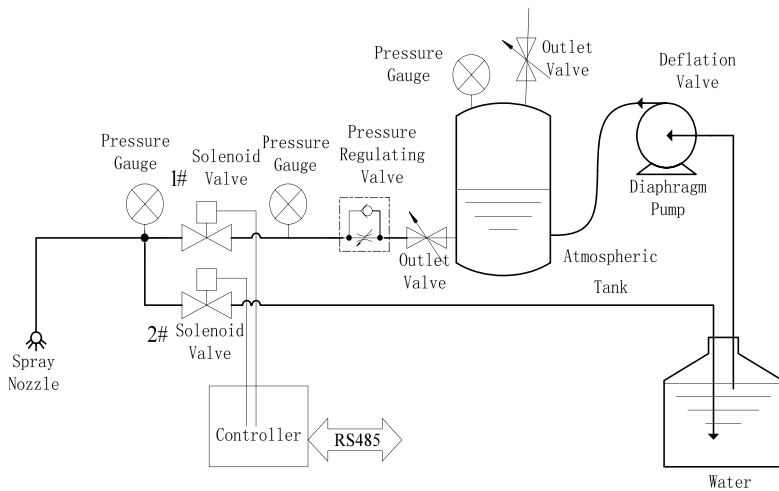 Pressure
Gauge
Outlet
Valve
Deflation
Valve
Pressure
Gauge
1#
Solenoid
Valve
Pressure
Gauge
Pressure
Regulating
Valve
Diaphragm
Pump
Outlet
Valve
Atmospheric
Tank
2#
Solenoid
Valve
Spray
Nozzle
Controller
RS485
Water